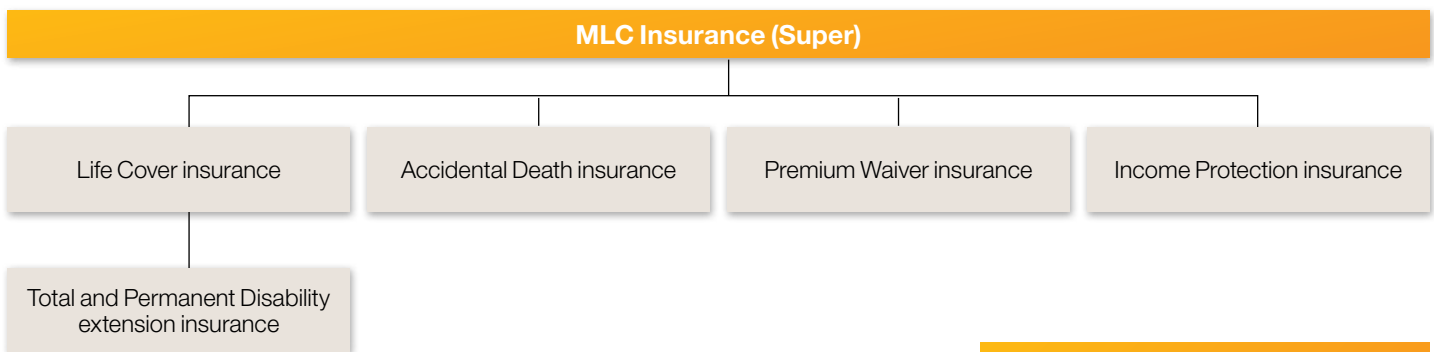 MLC Insurance (Super)
Life Cover insurance
Accidental Death insurance
Premium Waiver insurance
Income Protection insurance
Total and Permanent Disability
extension insurance